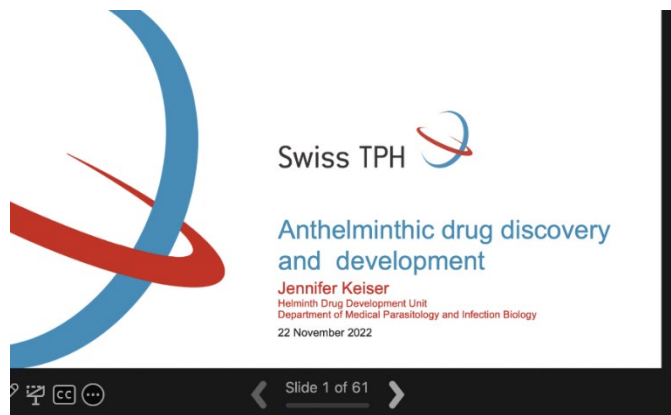 Swiss TPH
Anthelminthic drug discovery
and development
Jennifer Keiser
Helminth Drug Development Unit
Department of Medical Parasitology and Infection Biology
22 November 2022
CC
Slide 1 of 61